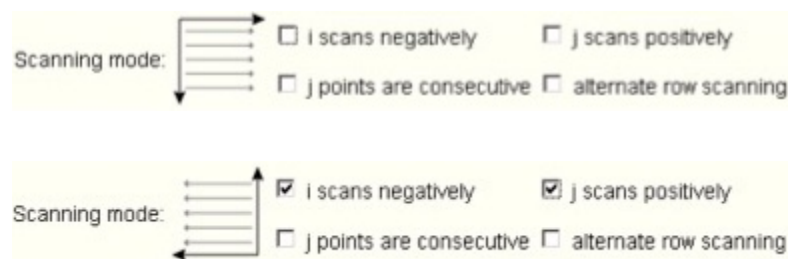 i scans negatively j scans positively
Scanning mode:
j points are consecutive alternate row scanning
i scans negatively j scans positively
Scanning mode:
j points are consecutive alternate row scanning